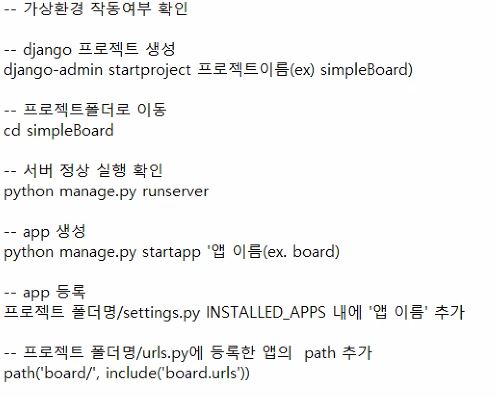 -- 가상환경 작동여부 확인
-- django 프로젝트 생성
django-admin startproject 프로젝트이름(ex) simpleBoard)
-- 프로젝트폴더로 이동
cd simpleBoard
-- 서버 정상 실행 확인
python manage.py runserver
-- app 생성
python manage.py startapp '앱 이름(ex. board)
-- app 등록
프로젝트 폴더명/settings.py INSTALLED_APPS 내에 '앱 이름' 추가
-- 프로젝트 폴더명/urls.py에 등록한 앱의  path 추가
path('board/', include('board.urls'))